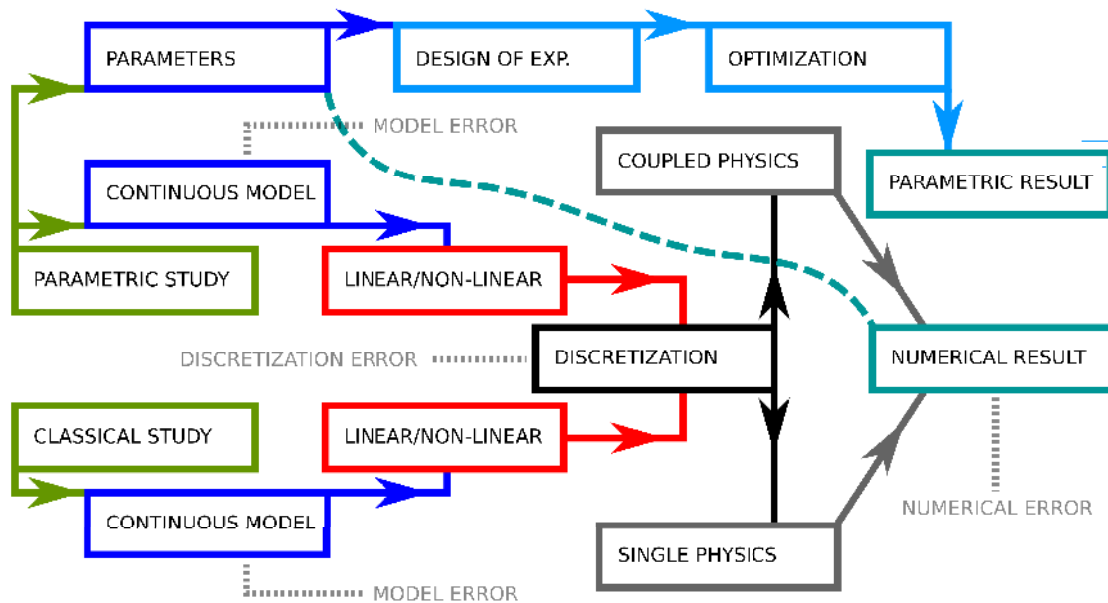 PARAMETERS
DESIGN OF EXP.
OPTIMIZATION
MODEL ERROR
COUPLED PHYSICS
PARAMETRIC RESULT
CONTINUOUS MODEL
PARAMETRIC STUDY
LINEAR/NON-LINEAR
DISCRETIZATION ERROR
DISCRETIZATION
NUMERICAL RESULT
CLASSICAL STUDY
LINEAR/NON-LINEAR
CONTINUOUS MODEL
NUMERICAL ERROR
SINGLE PHYSICS
MODEL ERROR